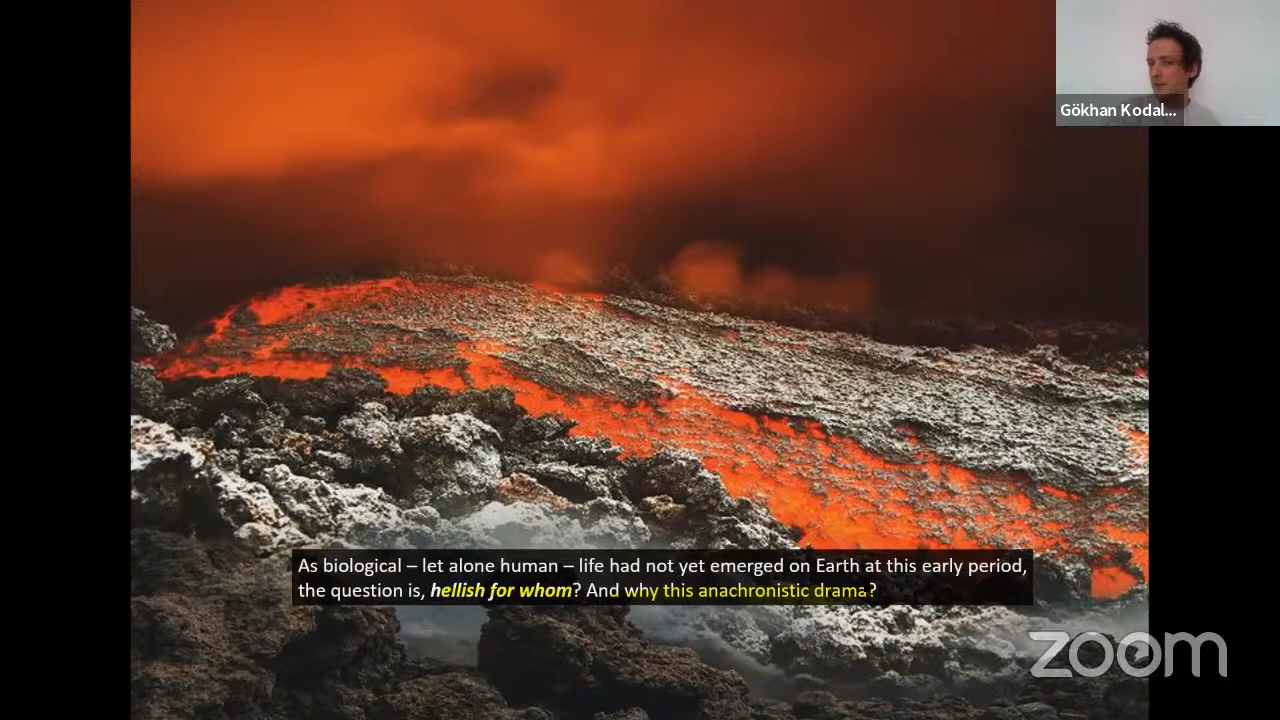 Gökhan Kodal...
As biological – let alone human – life had not yet emerged on Earth at this early period,
the question is, hellish for whom? And why this anachronistic drama?
zoom